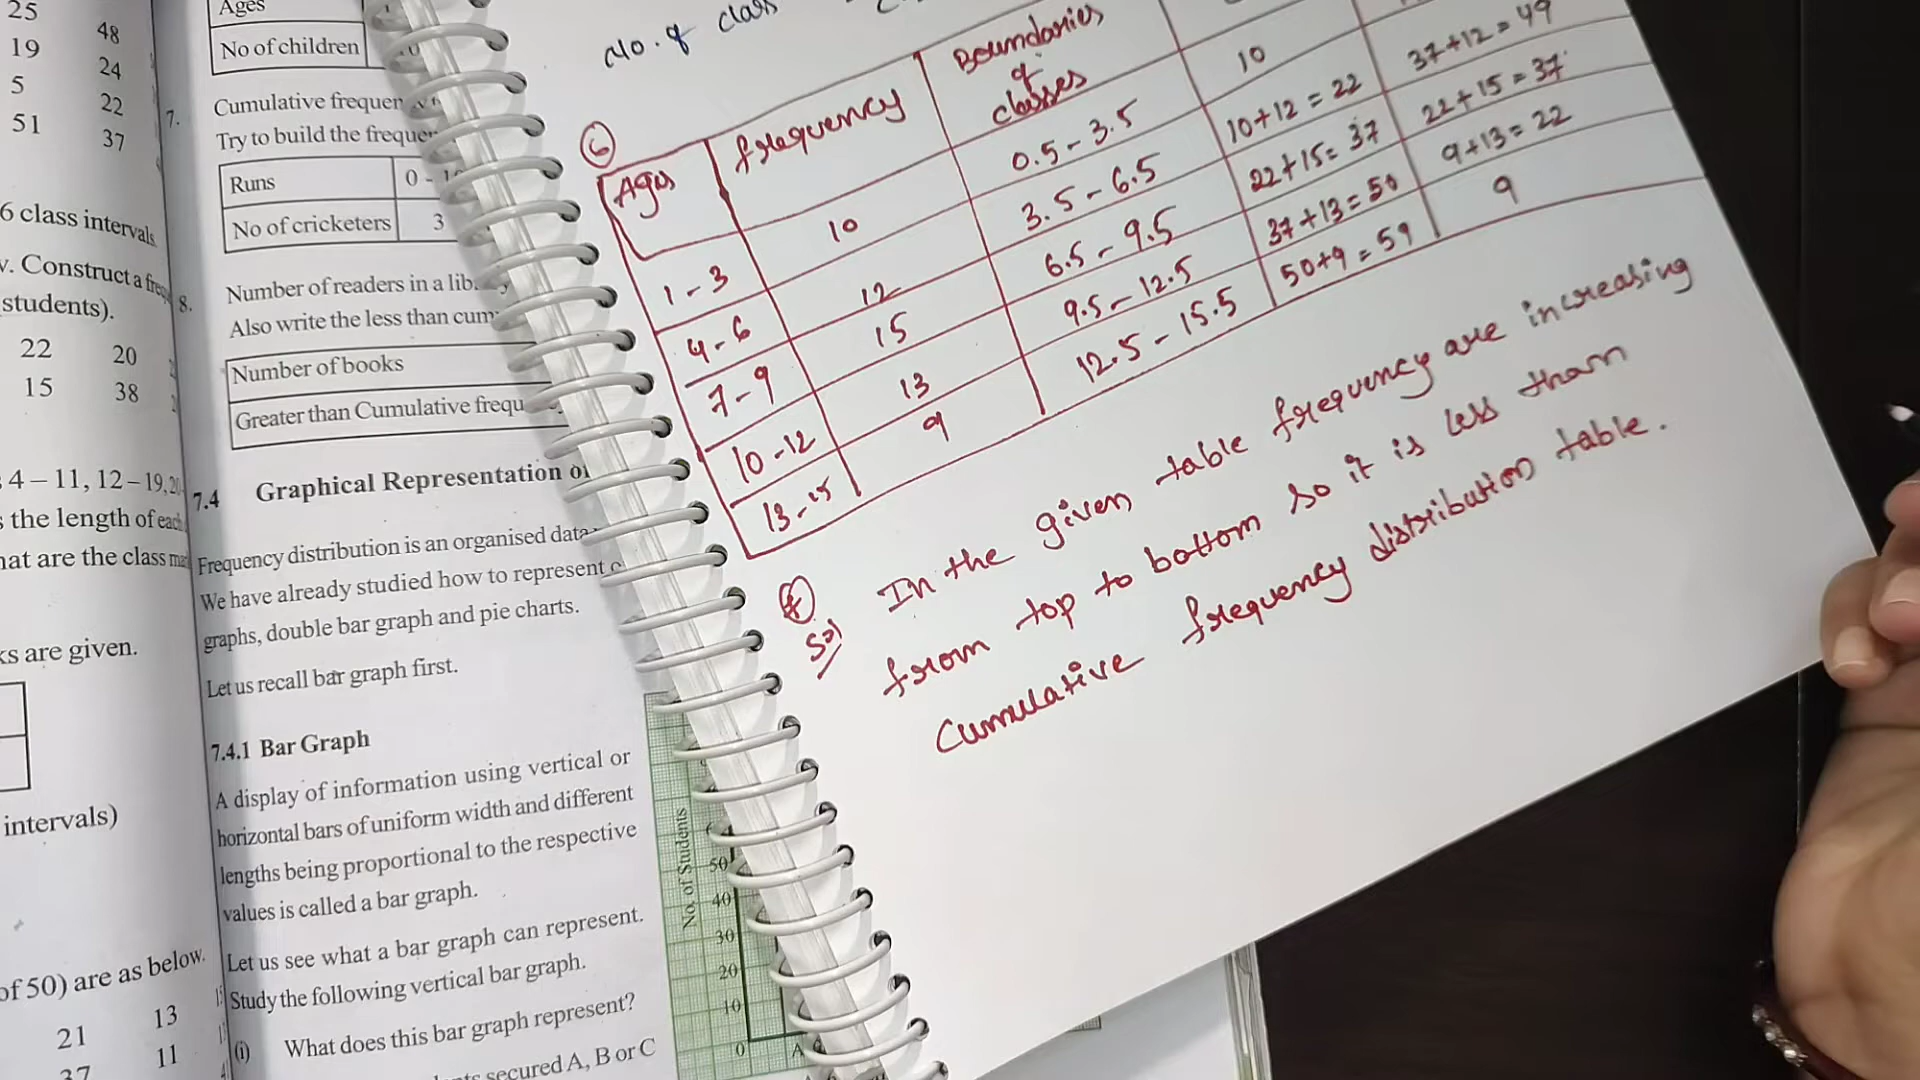 25
19
5
51
48
24
22
37
6 class intervals
Construct a
students).
22 20
15 38
4 – 11, 12 – 19,
the length of each
are the class
are given.
intervals)
of 50) are as below.
21 13
11
Ages
No of children
7. Cumulative
Try to build the
Runs 0 -
No of cricketers 3
8. Number of readers in a
Also write the less than
Number of books
Greater than Cumulative
7.4 Graphical Representation
Frequency distribution is an organised data
We have already studied how to represent
graphs, double bar graph and pie charts.
Let us recall bar graph first.
7.4.1 Bar Graph
A display of information using vertical or
horizontal bars of uniform width and different
lengths being proportional to the respective
values is called a bar graph.
Let us see what a bar graph can represent.
Study the following vertical bar graph.
(i) What does this bar graph represent?
secured A, B or C
No. of Students
50
40
30
20
10
0
A
No. of class
6
Ages frequency Boundaries of classes
1 - 3 10 0.5 - 3.5 10 37+12 = 49
4 - 6 12 3.5 - 6.5 10+12 = 22 22+15 = 37
7 - 9 15 6.5 - 9.5 22+15 = 37 9+13 = 22
10 - 12 13 9.5 - 12.5 37+13 = 50 9
13 - 15 9 12.5 - 15.5 50+9 = 59
7 In the given table frequency are increasing
Sol from top to bottom so it is less than
Cumulative frequency distribution table.